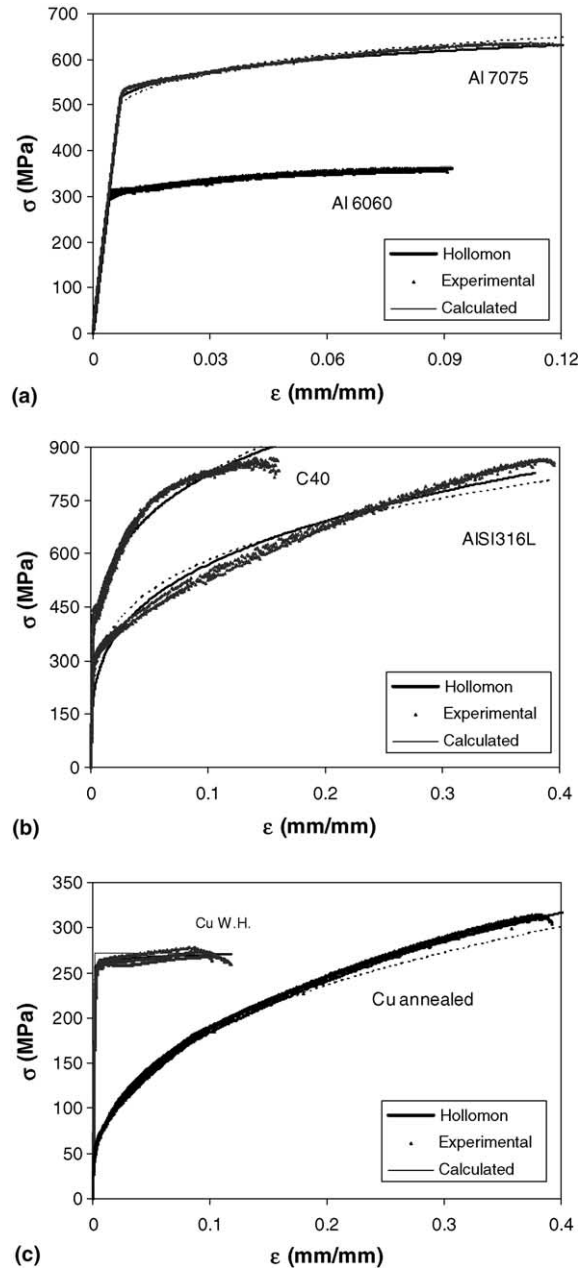 700
600
500
400
300
200
100
0
σ (MPa)
Al 7075
Al 6060
Hollomon
Experimental
Calculated
0 0.03 0.06 0.09 0.12
ε (mm/mm)
(a)
900
750
600
450
300
150
0
σ (MPa)
C40
AISI316L
Hollomon
Experimental
Calculated
0 0.1 0.2 0.3 0.4
ε (mm/mm)
(b)
350
300
250
200
150
100
50
0
σ (MPa)
Cu W.H.
Cu annealed
Hollomon
Experimental
Calculated
0 0.1 0.2 0.3 0.4
ε (mm/mm)
(c)